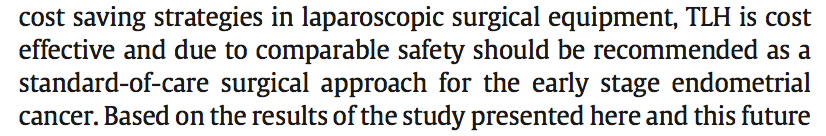 cost saving strategies in laparoscopic surgical equipment, TLH is cost
effective and due to comparable safety should be recommended as a
standard-of-care surgical approach for the early stage endometrial
cancer. Based on the results of the study presented here and this future